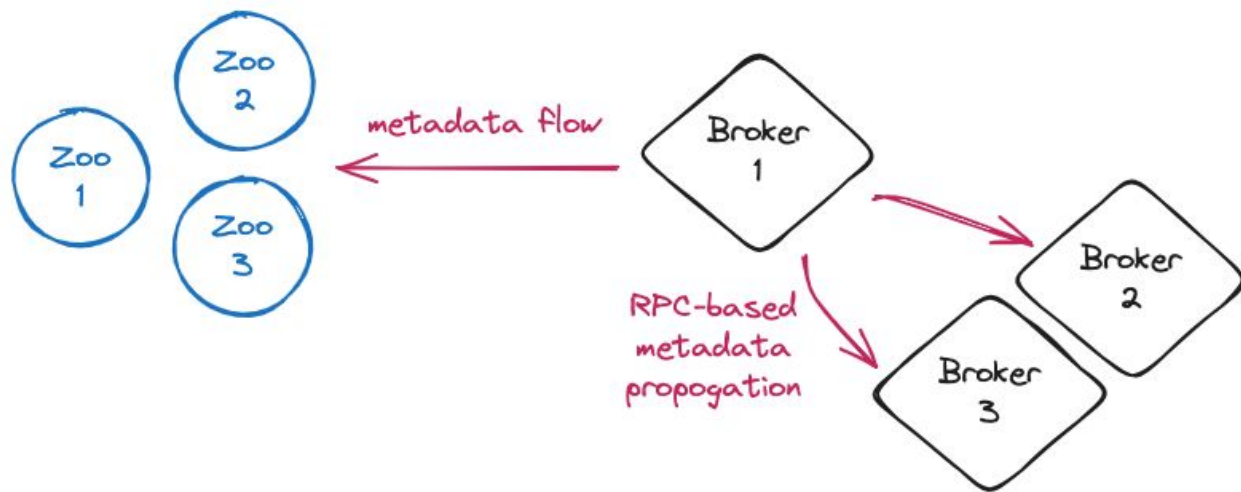 Zoo
1
Zoo
2
Zoo
3
metadata flow
Broker
1
RPC-based
metadata
propogation
Broker
2
Broker
3